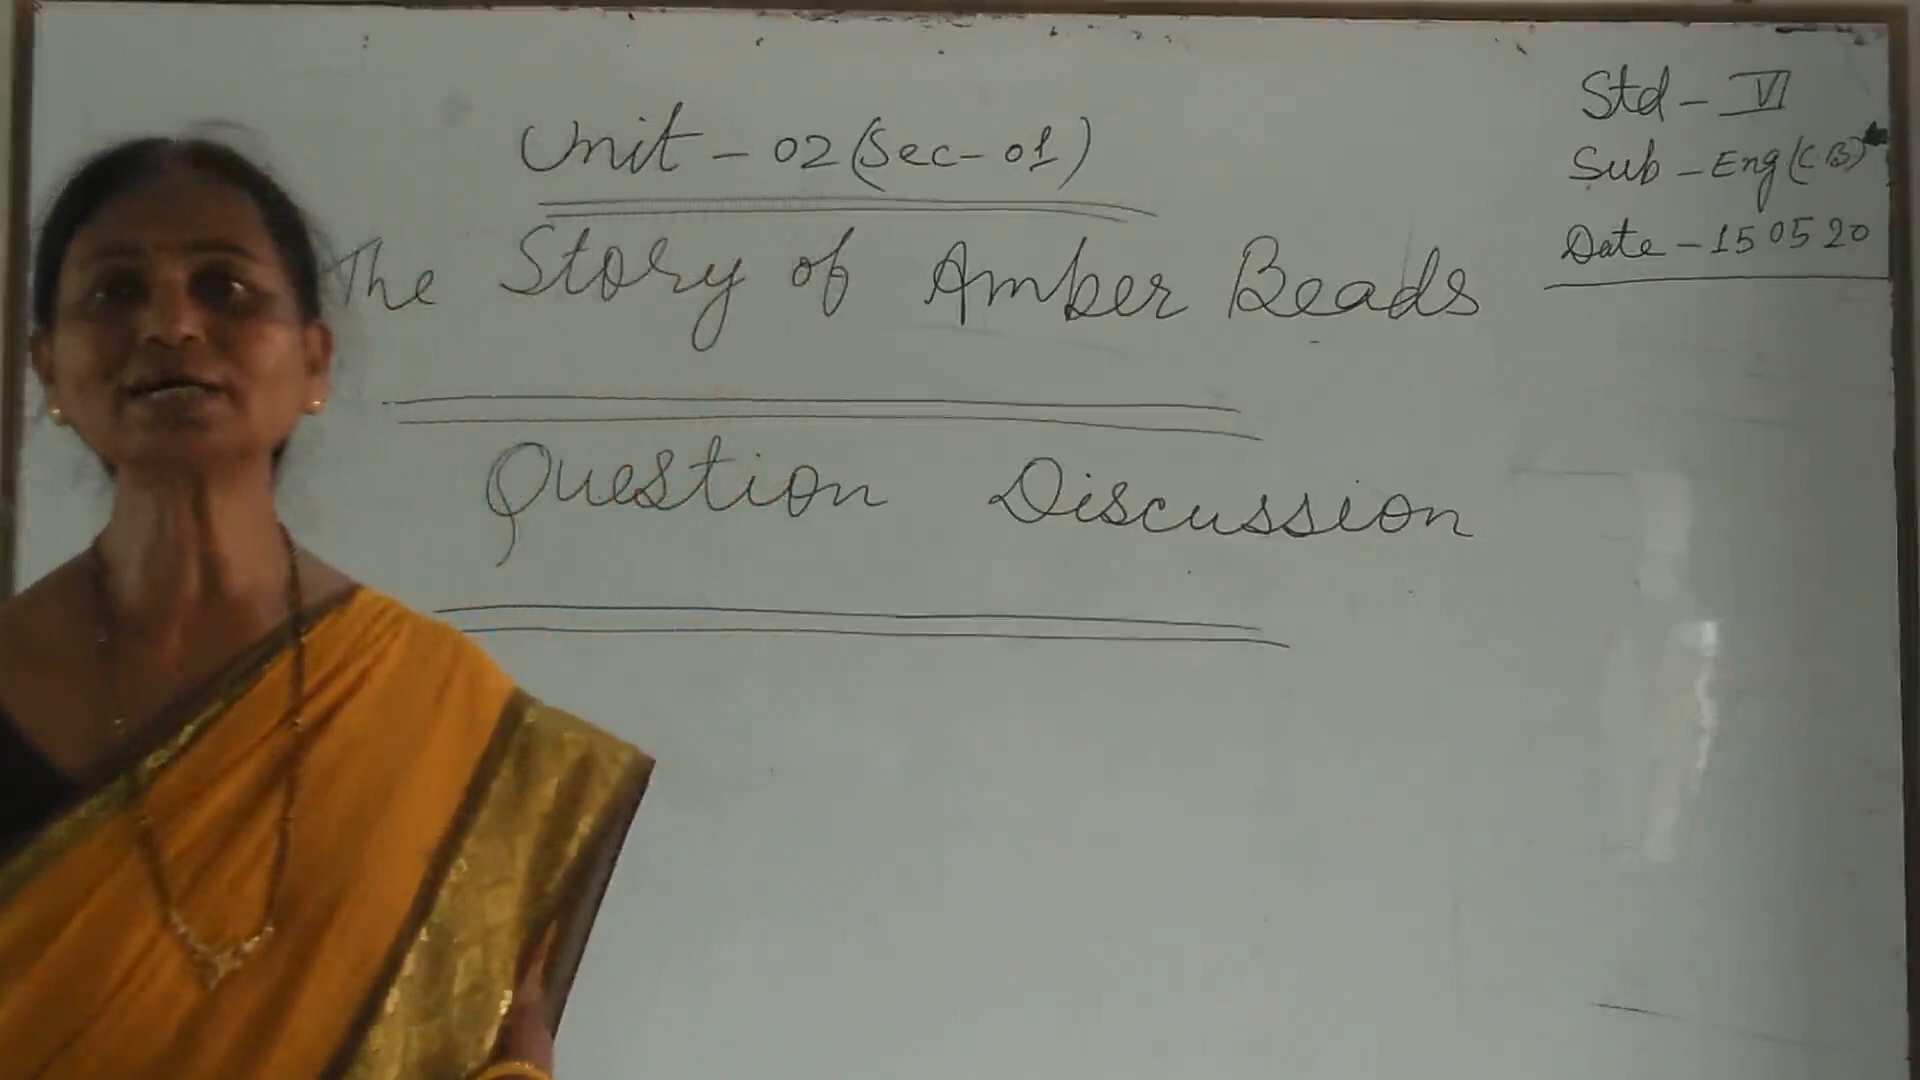 Unit - 02 (Sec-01)
The Story of Amber Beads
Question Discussion
Std - VI
Sub - Eng (CB)
Date - 15 05 20